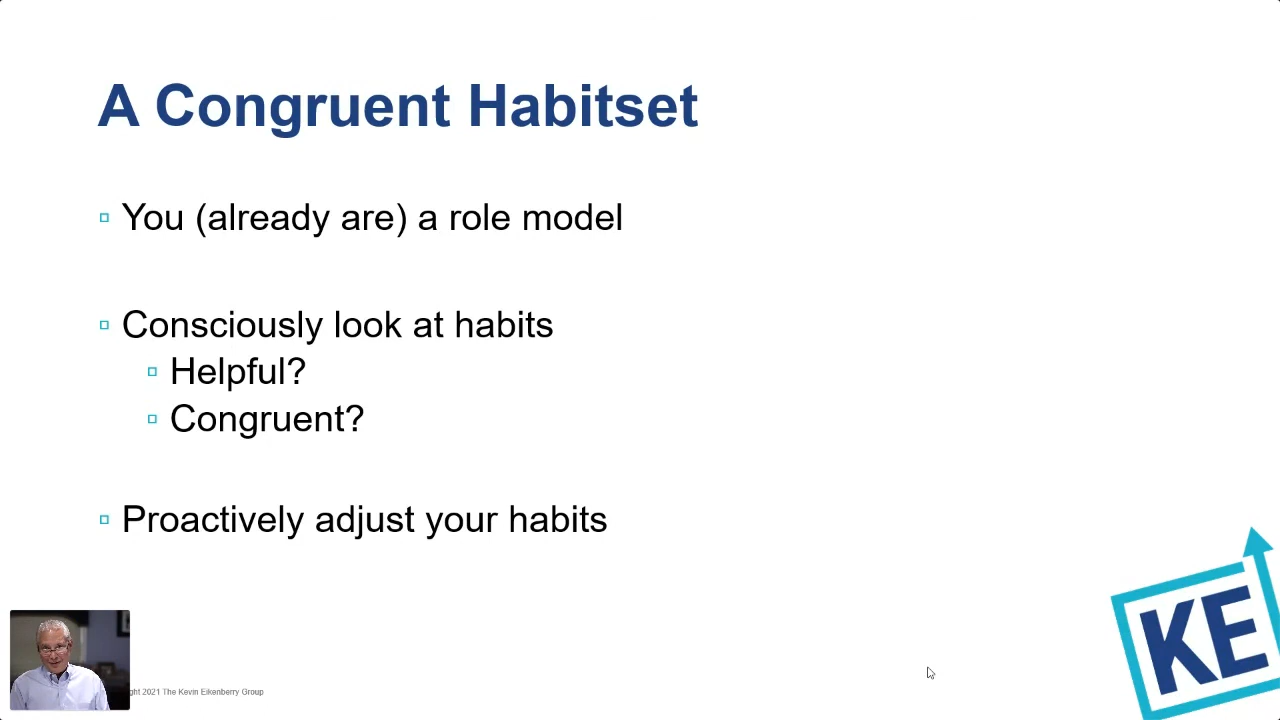 A Congruent Habitset
You (already are) a role model
Consciously look at habits
Helpful?
Congruent?
Proactively adjust your habits
KE
2021 The Kevin Eikenberry Group